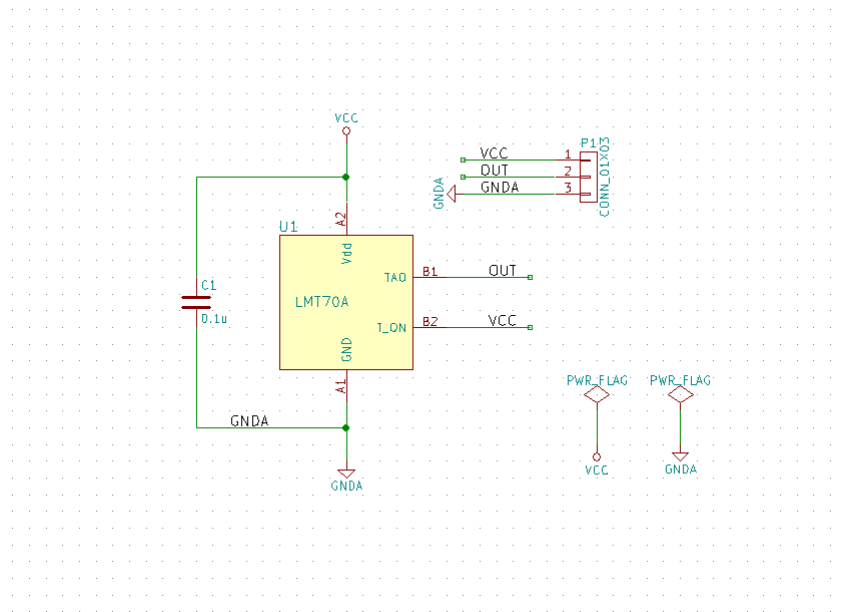 VCC
P1
CONN_01X03
VCC 1
OUT 2
GNDA 3
GNDA
U1
A2
Vdd
TAO B1 OUT
C1
LMT70A
0.1u
T_ON B2 VCC
GND
A1
PWR_FLAG PWR_FLAG
GNDA
VCC GNDA
GNDA